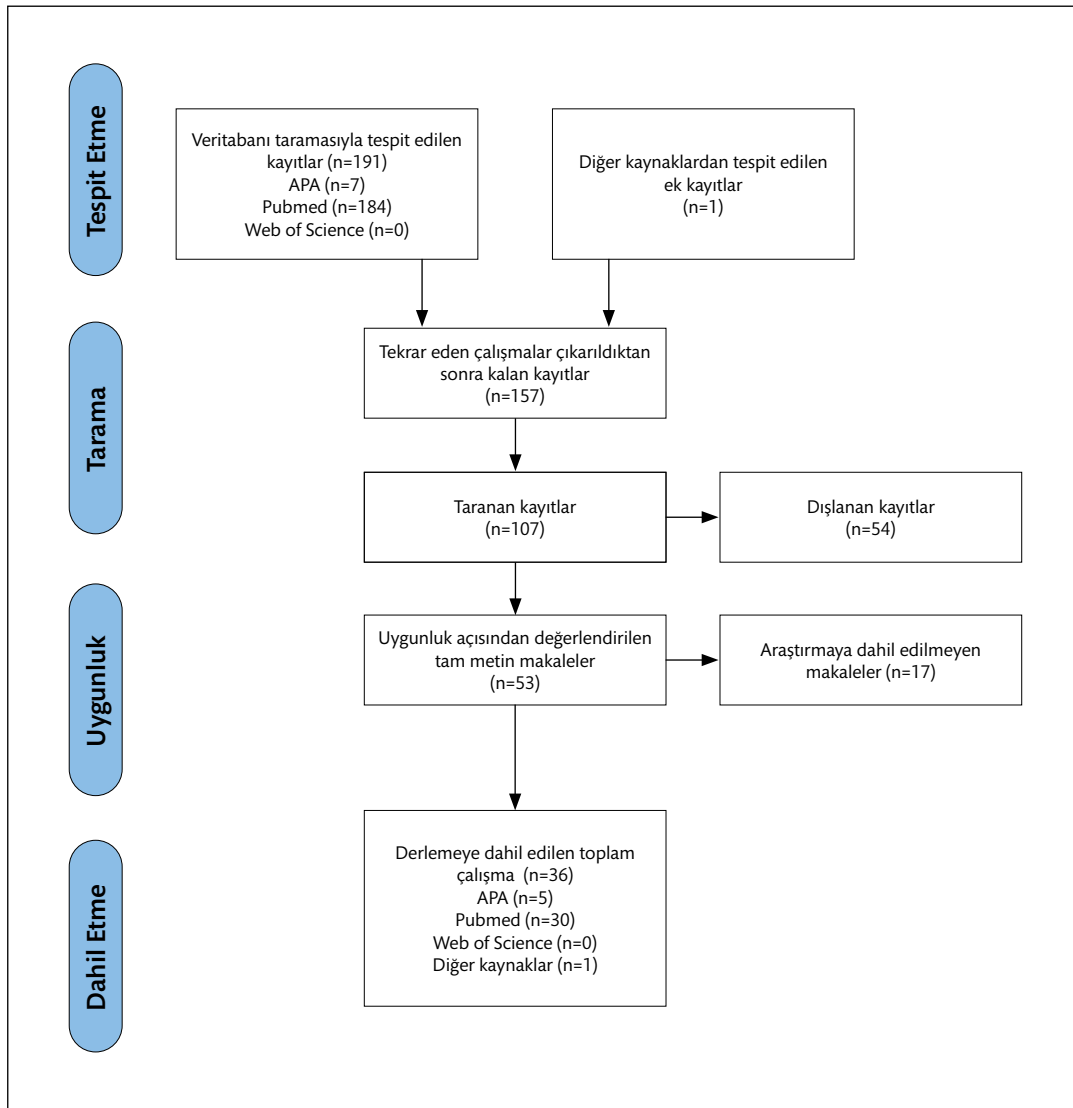 Tespit Etme
Veritabanı taramasıyla tespit edilen
kayıtlar (n=191)
APA (n=7)
Pubmed (n=184)
Web of Science (n=0)
Diğer kaynaklardan tespit edilen
ek kayıtlar
(n=1)
Tarama
Tekrar eden çalışmalar çıkarıldıktan
sonra kalan kayıtlar
(n=157)
Taranan kayıtlar
(n=107)
Dışlanan kayıtlar
(n=54)
Uygunluk
Uygunluk açısından değerlendirilen
tam metin makaleler
(n=53)
Araştırmaya dahil edilmeyen
makaleler (n=17)
Dahil Etme
Derlemeye dahil edilen toplam
çalışma (n=36)
APA (n=5)
Pubmed (n=30)
Web of Science (n=0)
Diğer kaynaklar (n=1)